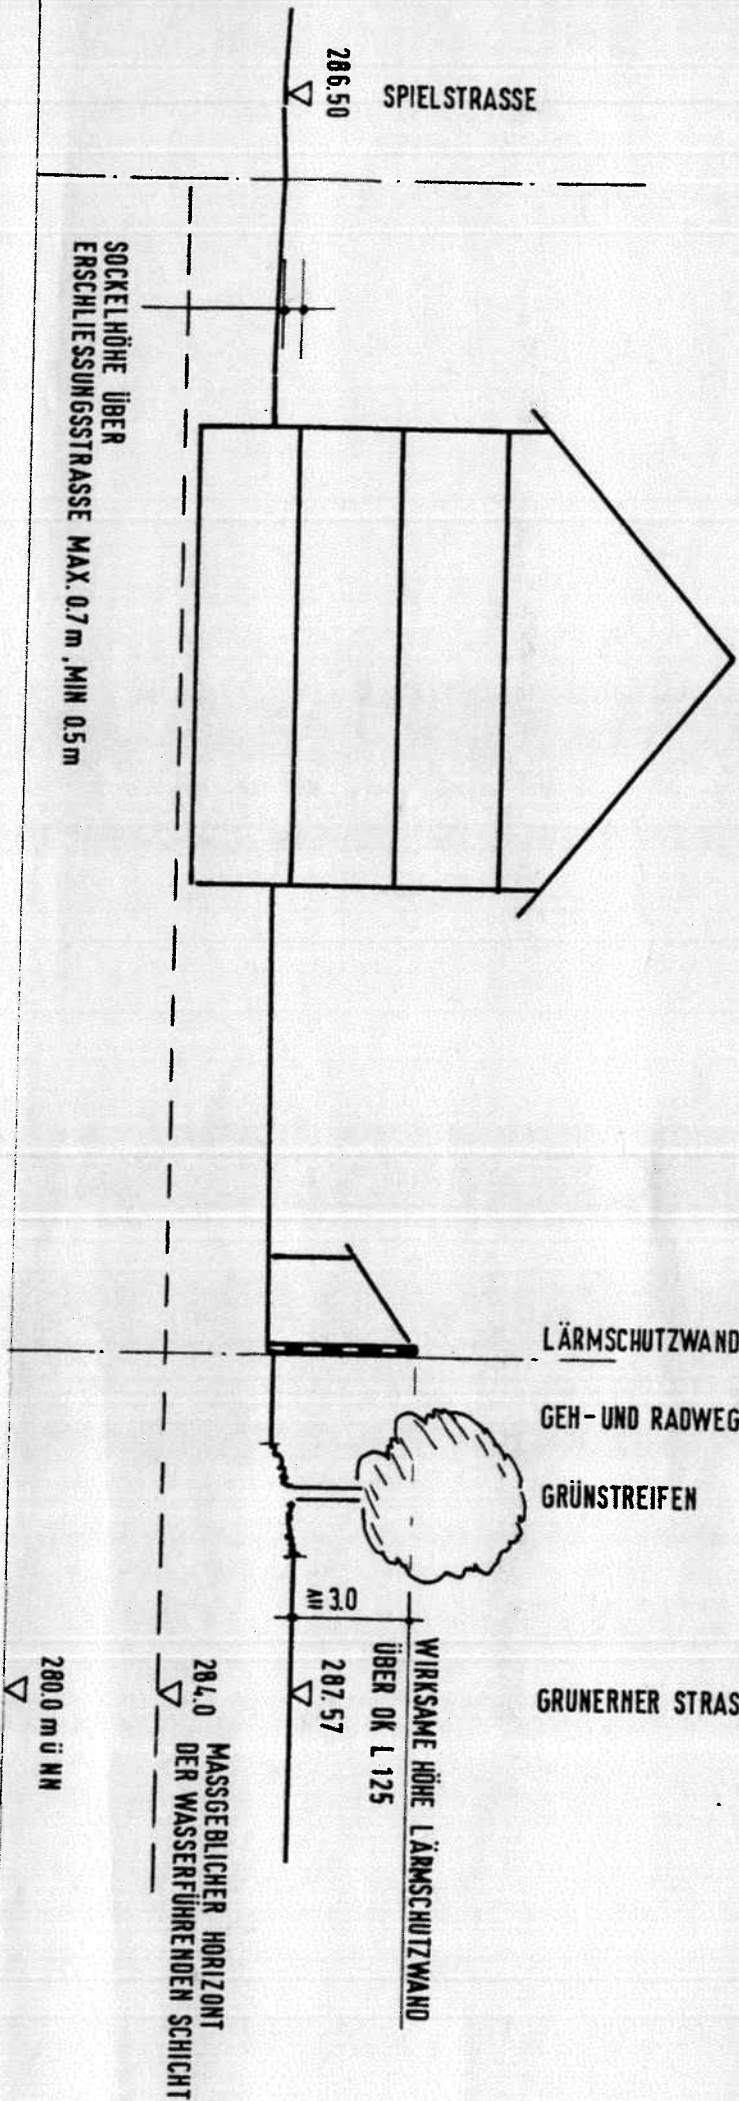 286.50
SPIELSTRASSE
SOCKELHÖHE ÜBER
ERSCHLIESSUNGSSTRASSE MAX. 0.7 m , MIN 0.5 m
LÄRMSCHUTZWAND
GEH- UND RADWEG
GRÜNSTREIFEN
≥ 3.0
WIRKSAME HÖHE LÄRMSCHUTZWAND
ÜBER OK L 125
287.57
GRUNERNER STRAS
284.0 MASSGEBLICHER HORIZONT
DER WASSERFÜHRENDEN SCHICHT
280.0 m ü NN